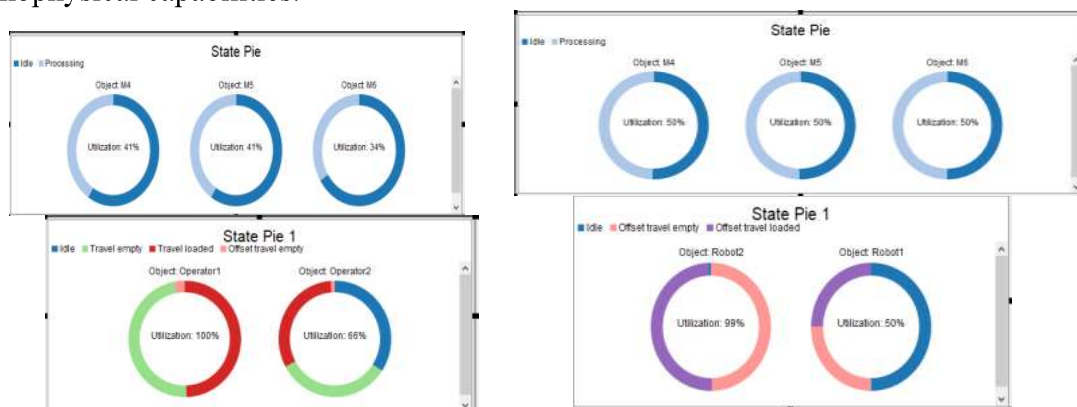 State Pie
Idle Processing
Object: M4 Object: M5 Object: M6
Utilization: 41% Utilization: 41% Utilization: 34%
State Pie
Idle Processing
Object: M4 Object: M5 Object: M6
Utilization: 50% Utilization: 50% Utilization: 50%
State Pie 1
Idle Travel empty Travel loaded Offset travel empty
Object: Operator1 Object: Operator2
Utilization: 100% Utilization: 66%
State Pie 1
Idle Offset travel empty Offset travel loaded
Object: Robot2 Object: Robot1
Utilization: 99% Utilization: 50%